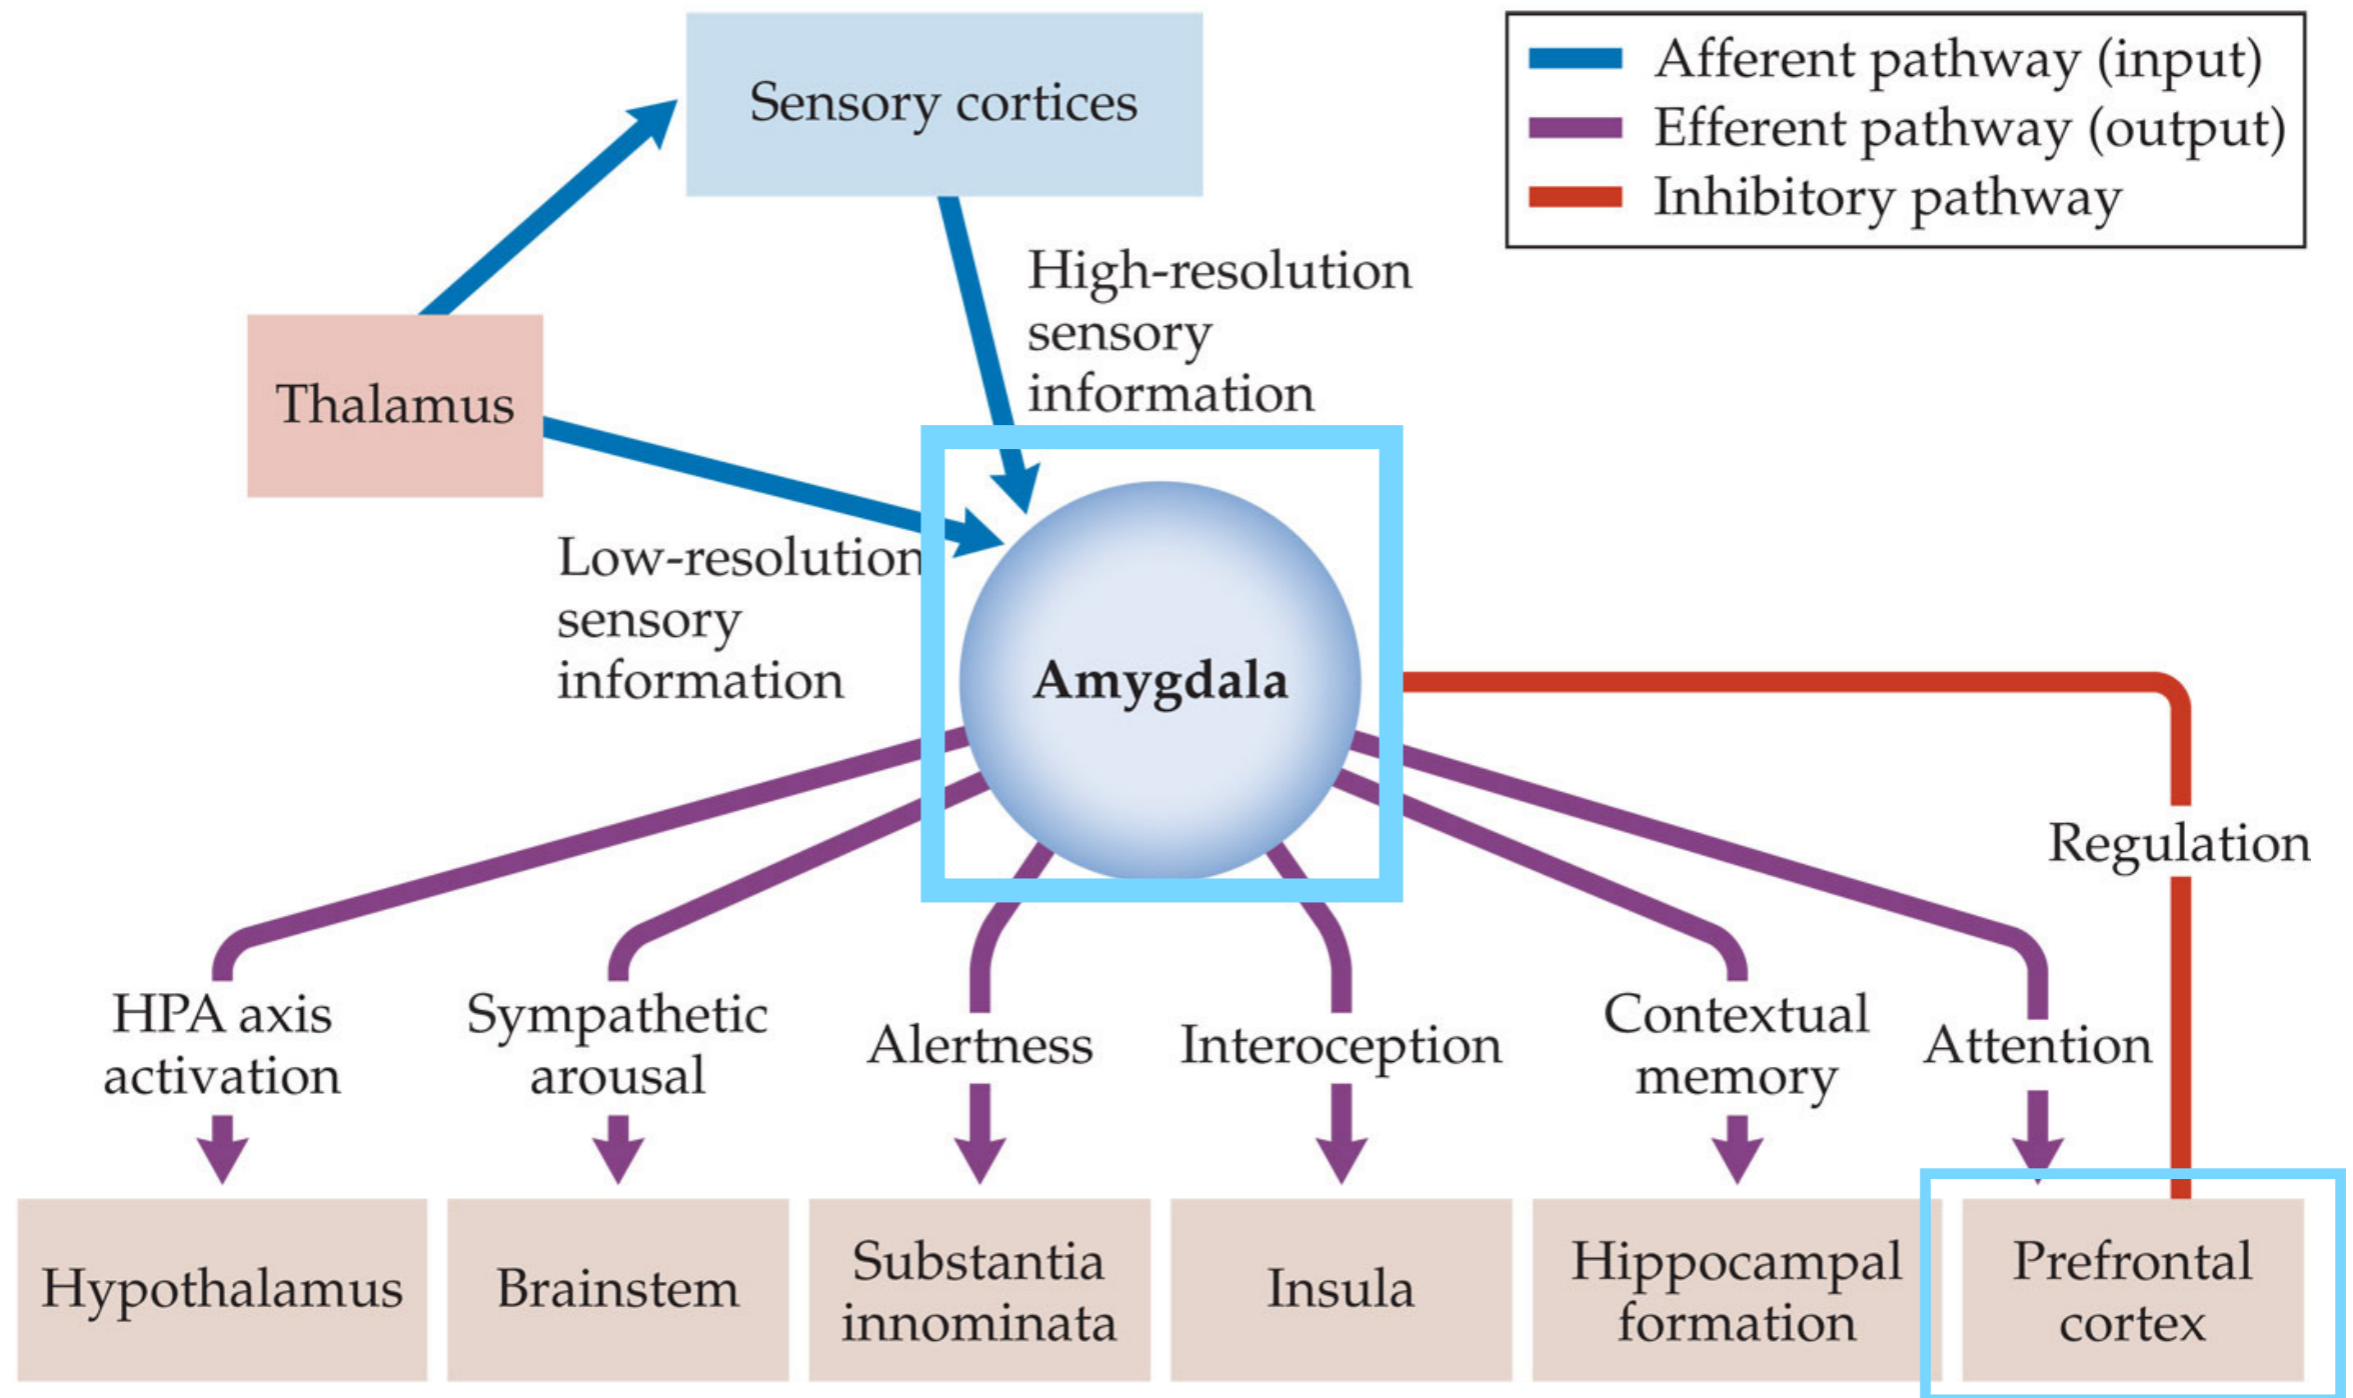 Sensory cortices
Afferent pathway (input)
Efferent pathway (output)
Inhibitory pathway
High-resolution
sensory
information
Thalamus
Low-resolution
sensory
information
Amygdala
Regulation
HPA axis
activation
Sympathetic
arousal
Alertness
Interoception
Contextual
memory
Attention
Hypothalamus
Brainstem
Substantia
innominata
Insula
Hippocampal
formation
Prefrontal
cortex